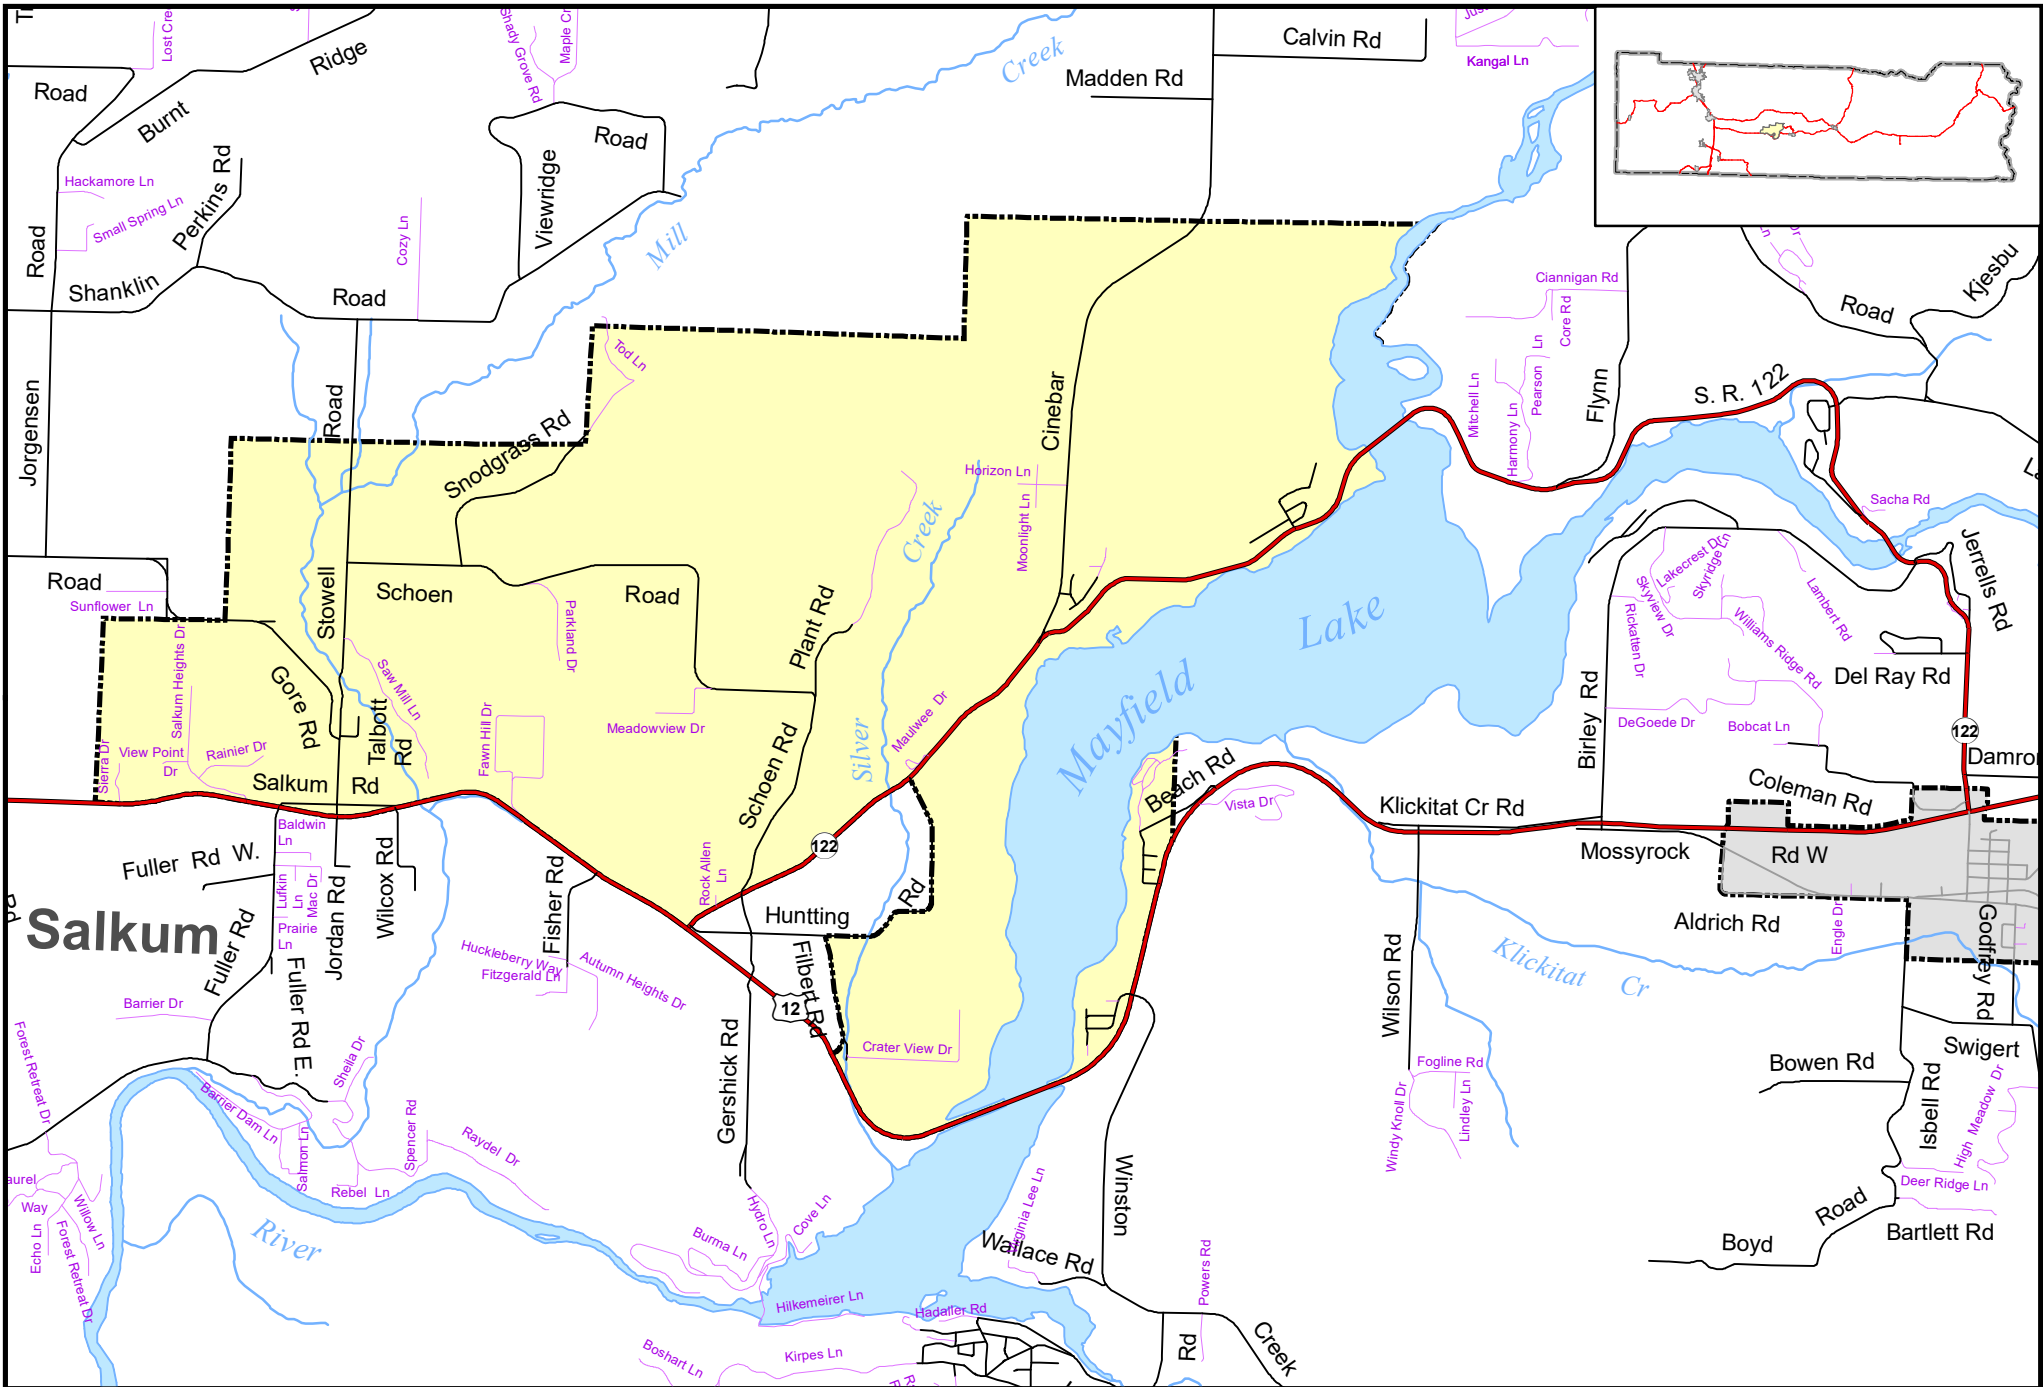 Lost Cre
Shady Grove Rd
Maple Cr
Ridge
Creek
Calvin Rd
Kangal Ln
Madden Rd
Road
Burnt
Road
Viewridge
Hackamore Ln
Small Spring Ln
Perkins Rd
Cozy Ln
Mill
Road
Shanklin
Road
Ciannigan Rd
Core Rd
Kjesbu
Road
Tod Ln
Jorgensen
Road
Snodgrass Rd
Cinebar
Mitchell Ln
Harmony Ln
Pearson Ln
Flynn
S. R. 122
Horizon Ln
Moonlight Ln
Creek
Sacha Rd
Jerrells Rd
Road
Sunflower Ln
Stowell
Schoen
Road
Parkland Dr
Plant Rd
Lake
Mayfield
Lakecrest Dr
Skyridge Ln
Skyview Dr
Rickatten Dr
Lambert Rd
Williams Ridge Rd
Del Ray Rd
Salkum Heights Dr
Gore Rd
Saw Mill Ln
Talbott
Rd
Fawn Hill Dr
Meadowview Dr
Schoen Rd
Silver
Maulwee Dr
Birley Rd
DeGoede Dr
Bobcat Ln
122
Damro
Sierra Dr
View Point
Dr
Rainier Dr
Salkum Rd
Beach Rd
Vista Dr
Klickitat Cr Rd
Coleman Rd
Baldwin
Ln
Fuller Rd W.
Wilcox Rd
Fisher Rd
Rock Allen
Ln
122
Mossyrock
Rd W
Lufkin
Ln
Mac Dr
Prairie
Ln
Jordan Rd
Salkum
Huntting
Rd
Aldrich Rd
Engle Dr
Godfrey Rd
Fuller Rd
Fuller Rd E.
Huckleberry Way
Fitzgerald Ln
Autumn Heights Dr
Filbert Rd
12
Wilson Rd
Klickitat Cr
Barrier Dr
Forest Retreat Dr
Sheila Dr
Gershick Rd
Crater View Dr
Fogline Rd
Windy Knoll Dr
Lindley Ln
Bowen Rd
Swigert
Isbell Rd
High Meadow Dr
Barrier Dam Ln
Salmon Ln
Spencer Rd
Raydel Dr
Rebel Ln
aurel
Way
Echo Ln
Willow Ln
Forest Retreat Dr
River
Hydro Ln
Cove Ln
Burma Ln
Winston
Wallace Rd
Powers Rd
Deer Ridge Ln
Road
Bartlett Rd
Boyd
Hilkemeirer Ln
Hadaller Rd
Boshart Ln
Kirpes Ln
Rd
Creek